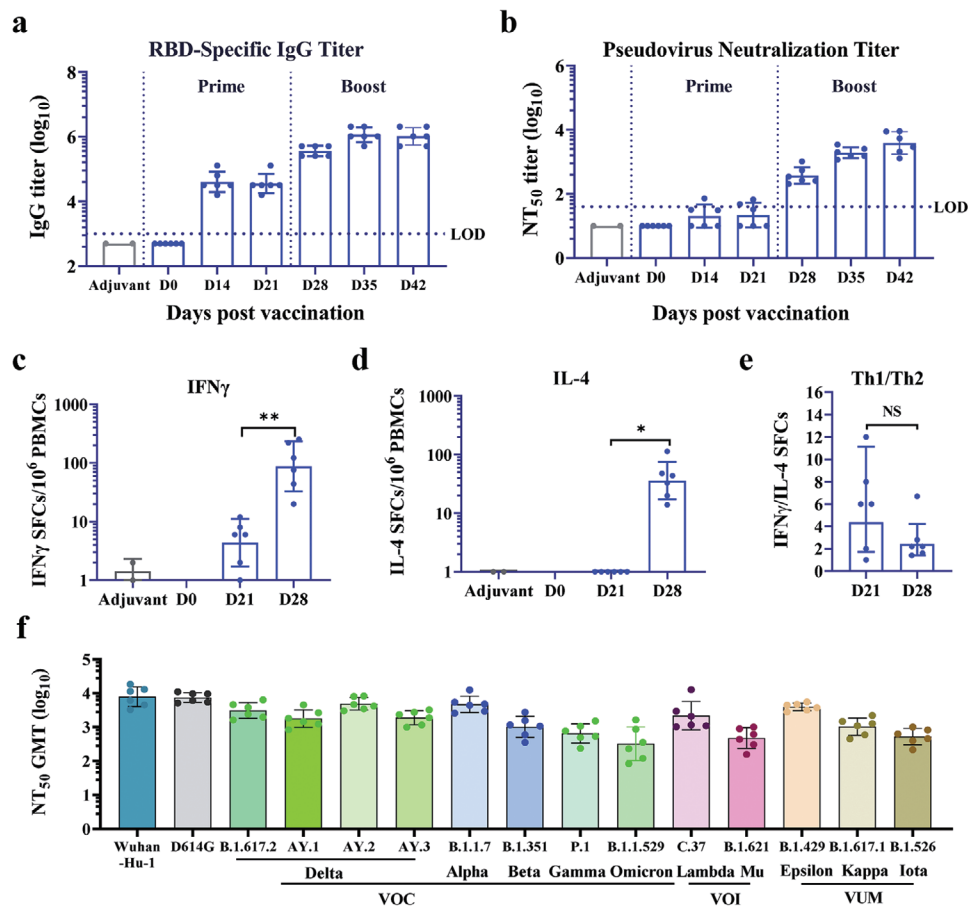 a
RBD-Specific IgG Titer
IgG titer (log10)
8
6
4
2
Prime
Boost
LOD
Adjuvant D0 D14 D21 D28 D35 D42
Days post vaccination
b
Pseudovirus Neutralization Titer
NT50 titer (log10)
6
4
2
0
Prime
Boost
LOD
Adjuvant D0 D14 D21 D28 D35 D42
Days post vaccination
c
IFNγ
IFNγ SFCs/10^6 PBMCs
1000
100
10
1
**
Adjuvant D0 D21 D28
d
IL-4
IL-4 SFCs/10^6 PBMCs
1000
100
10
1
*
Adjuvant D0 D21 D28
e
Th1/Th2
IFNγ/IL-4 SFCs
16
14
12
10
8
6
4
2
0
NS
D21 D28
f
NT50 GMT (log10)
5
4
3
2
1
0
Wuhan D614G B.1.617.2 AY.1 AY.2 AY.3 B.1.1.7 B.1.351 P.1 B.1.1.529 C.37 B.1.621 B.1.429 B.1.617.1 B.1.526
-Hu-1
Delta Alpha Beta Gamma Omicron Lambda Mu Epsilon Kappa Iota
VOC VOI VUM